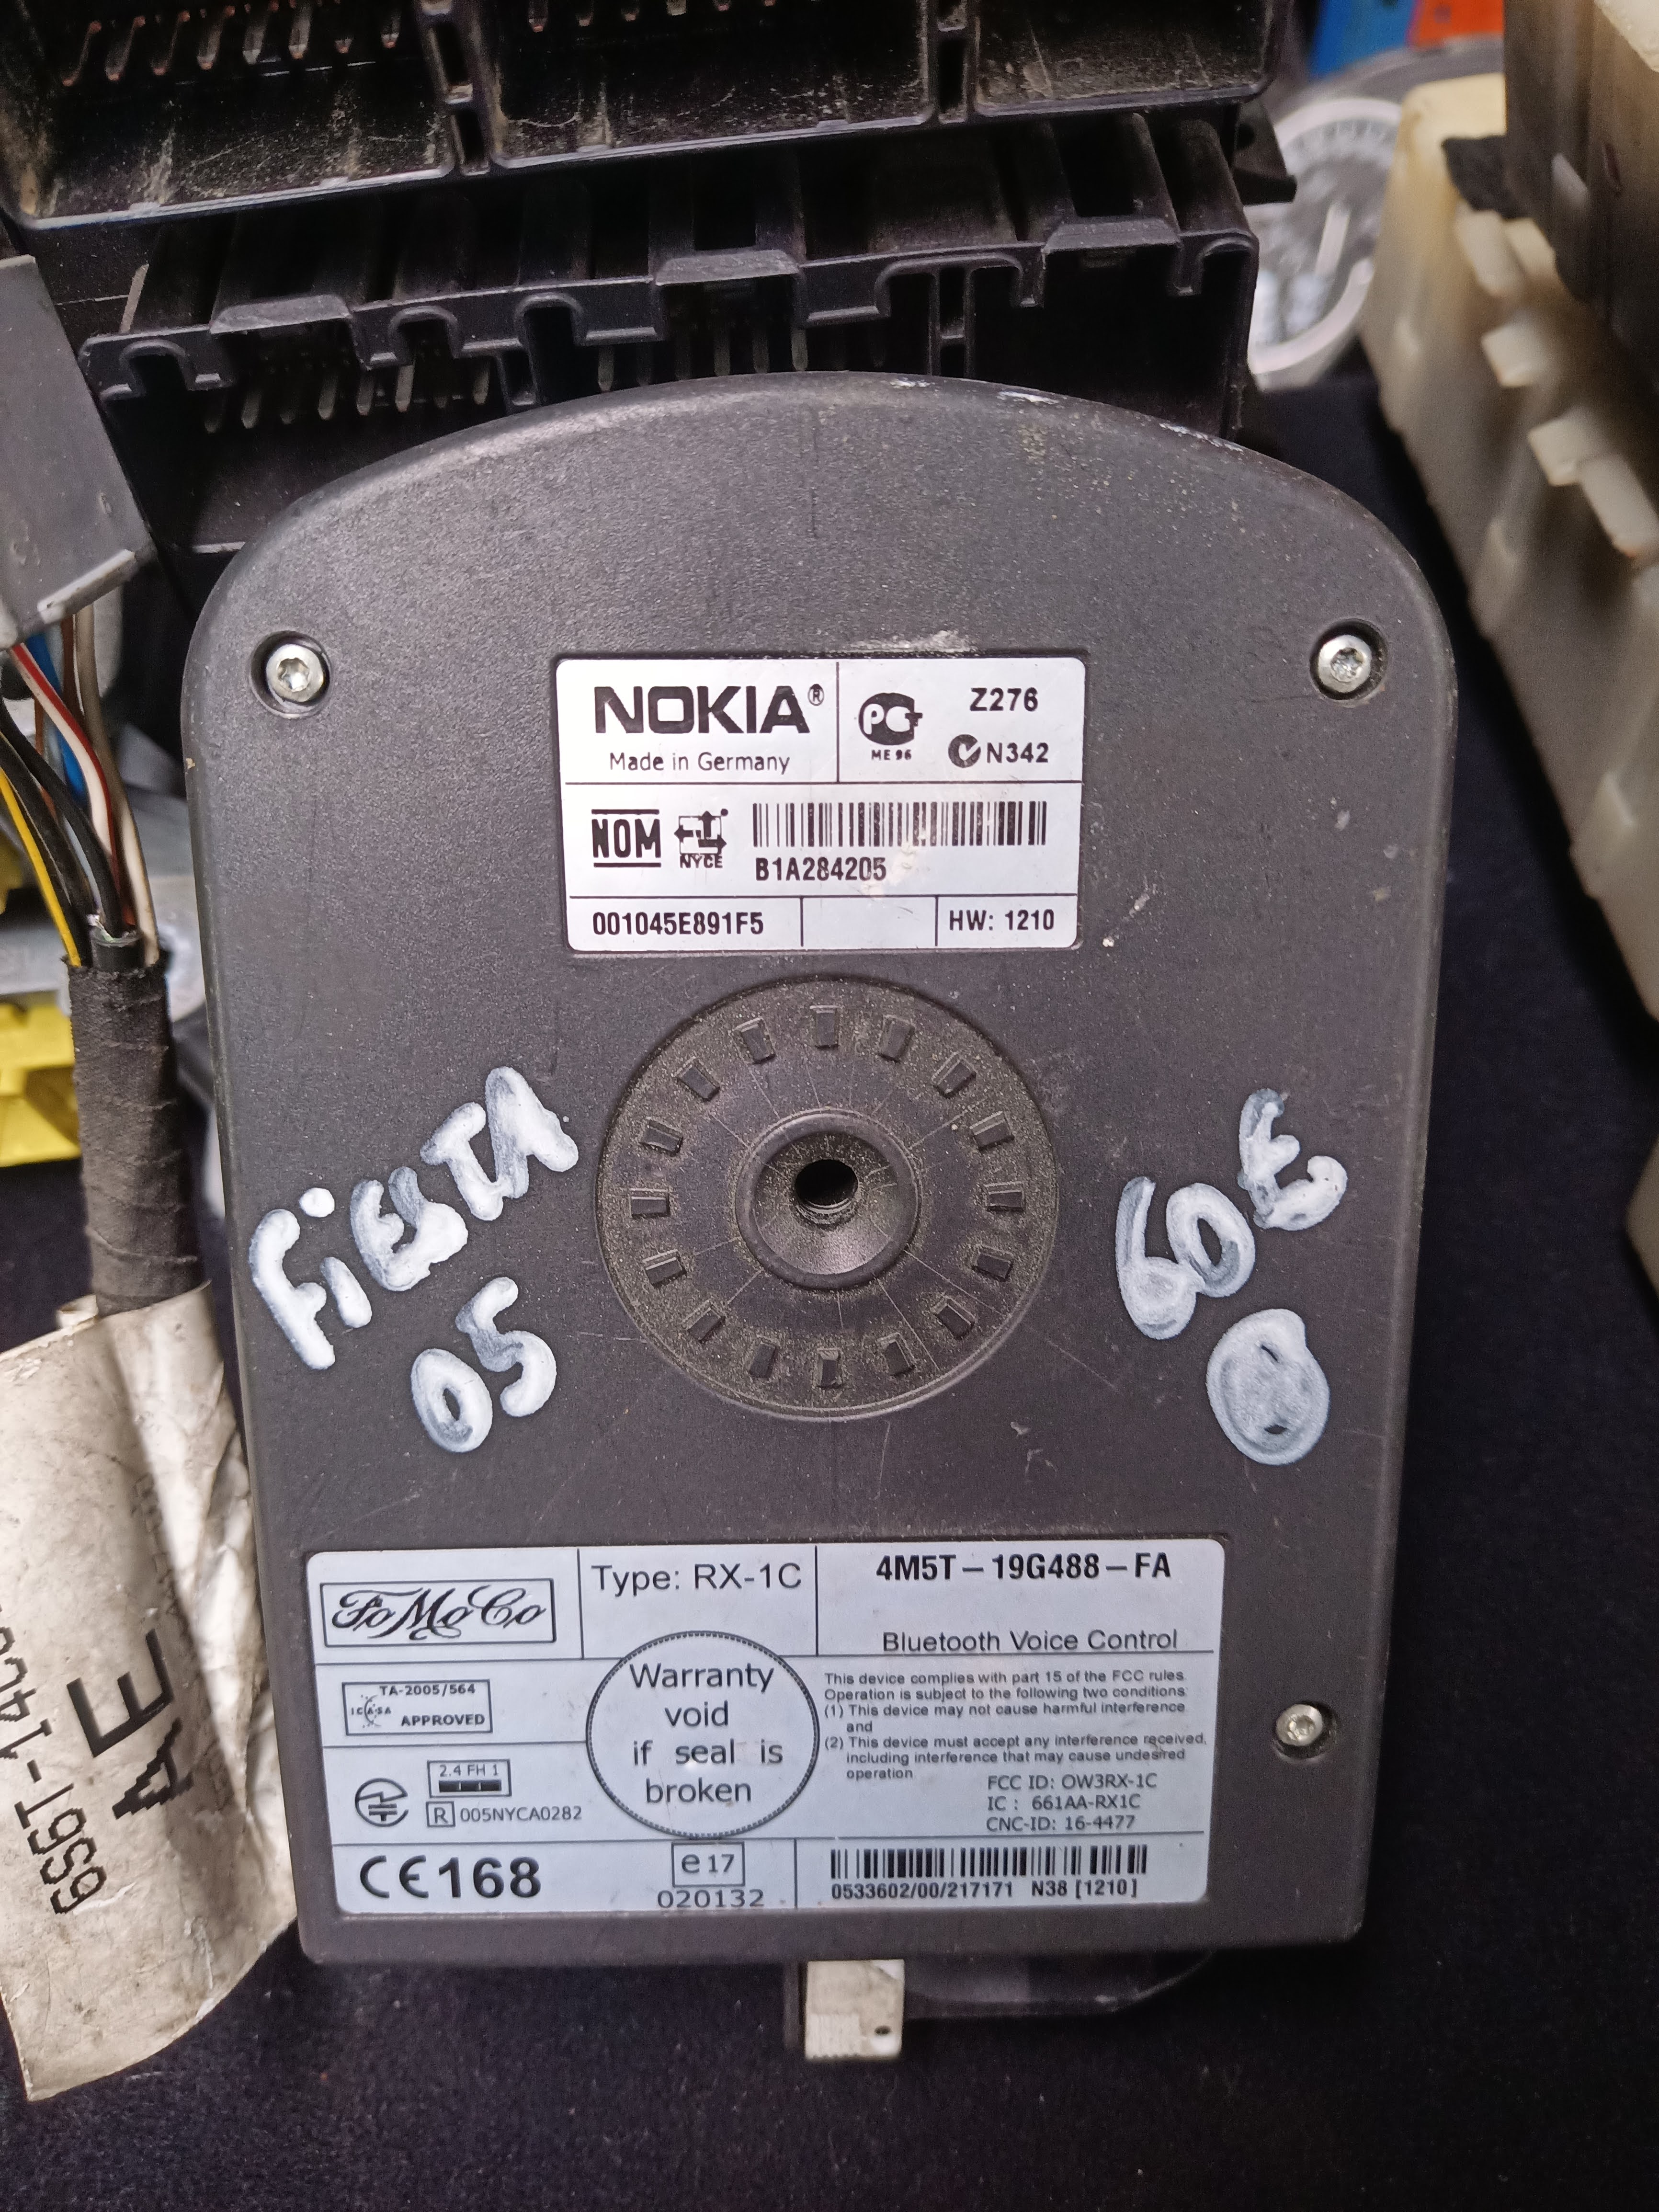 NOKIA®
Made in Germany
PCT
ME 96
Z276
N342
NOM
NYCE
B1A284205
001045E891F5
HW: 1210
FiESTA
05
60E
FoMoCo
Type: RX-1C
4M5T-19G488-FA
Bluetooth Voice Control
TA-2005/564
ICASA
APPROVED
Warranty
void
if seal is
broken
This device complies with part 15 of the FCC rules.
Operation is subject to the following two conditions:
(1) This device may not cause harmful interference
and
(2) This device must accept any interference received,
including interference that may cause undesired
operation
FCC ID: OW3RX-1C
IC : 661AA-RX1C
CNC-ID: 16-4477
2.4 FH 1
R 005NYCA0282
CE168
e17
020132
0533602/00/217171 N38 [1210]
AE
6S6T-14